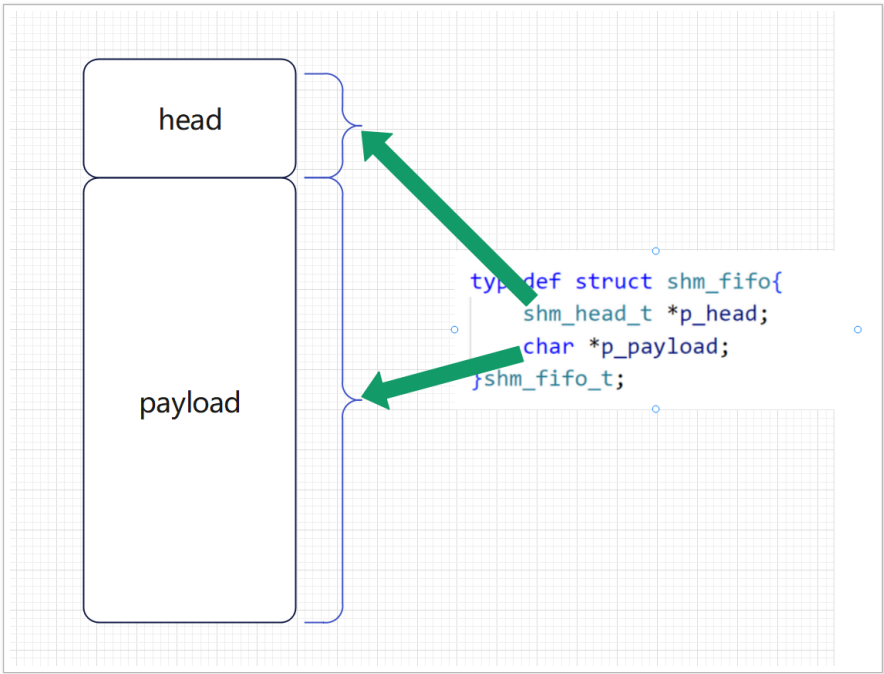 head
payload
typedef struct shm_fifo{
shm_head_t *p_head;
char *p_payload;
}shm_fifo_t;